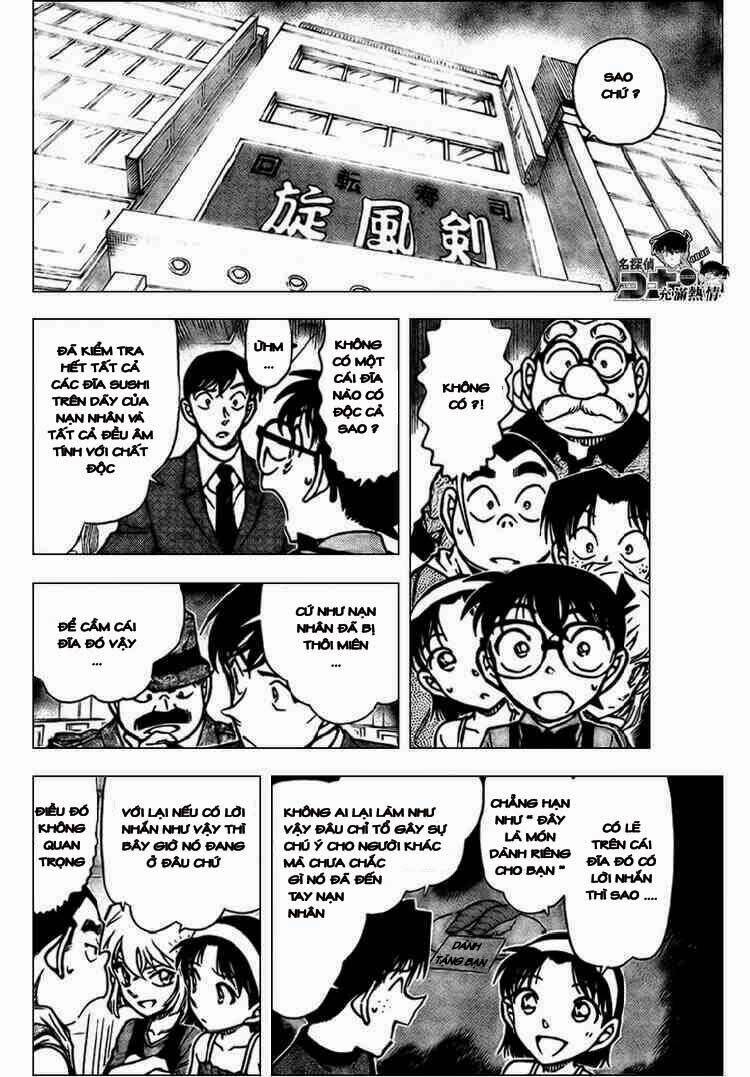 SAO
CHỨ ?
回転寿司
旋風剣
名探偵
コナン
充滿熱情
KHÔNG
CÓ ?!
KHÔNG
CÓ MỘT
CÁI ĐĨA
NÀO CÓ
ĐỘC CẢ
SAO ?
ỪHM
...
ĐÃ KIỂM TRA
HẾT TẤT CẢ
CÁC ĐĨA SUSHI
TRÊN DÃY CỦA
NẠN NHÂN VÀ
TẤT CẢ ĐỀU ÂM
TÍNH VỚI CHẤT
ĐỘC
CỨ NHƯ NẠN
NHÂN ĐÃ BỊ
THÔI MIÊN
ĐỂ CẦM CÁI
ĐĨA ĐÓ VẬY
...
CÓ LẼ
TRÊN CÁI
ĐĨA ĐÓ CÓ
LỜI NHẮN
THÌ SAO ....
CHẲNG HẠN
NHƯ " ĐÂY
LÀ MÓN
DÀNH RIÊNG
CHO BẠN "
DÀNH
TẶNG BẠN
KHÔNG AI LẠI LÀM NHƯ
VẬY ĐÂU CHỈ TỔ GÂY SỰ
CHÚ Ý CHO NGƯỜI KHÁC
MÀ CHƯA CHẮC
GÌ NÓ ĐÃ ĐẾN
TAY NẠN
NHÂN
VỚI LẠI NẾU CÓ LỜI
NHẮN NHƯ VẬY THÌ
BÂY GIỜ NÓ ĐANG
Ở ĐÂU CHỨ
ĐIỀU ĐÓ
KHÔNG
QUAN
TRỌNG